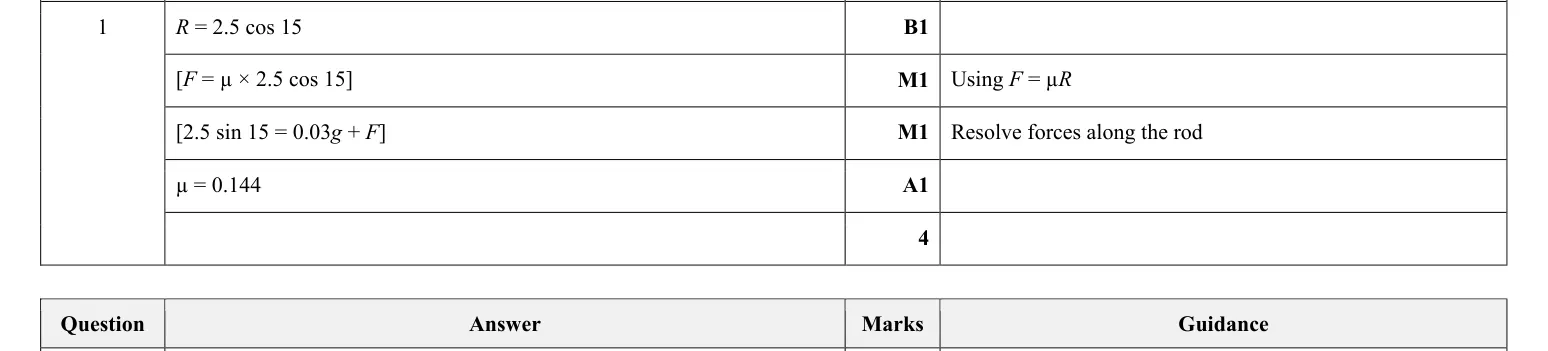 1 R = 2.5 cos 15 B1
[F = μ × 2.5 cos 15] M1 Using F = μR
[2.5 sin 15 = 0.03g + F] M1 Resolve forces along the rod
μ = 0.144 A1
4
Question Answer Marks Guidance